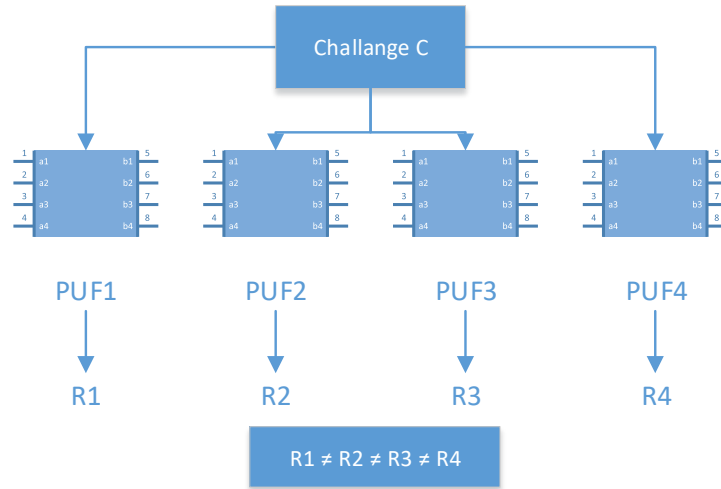 Challange C
1 a1 b1 5 1 a1 b1 5 1 a1 b1 5 1 a1 b1 5
2 a2 b2 6 2 a2 b2 6 2 a2 b2 6 2 a2 b2 6
3 a3 b3 7 3 a3 b3 7 3 a3 b3 7 3 a3 b3 7
4 a4 b4 8 4 a4 b4 8 4 a4 b4 8 4 a4 b4 8
PUF1 PUF2 PUF3 PUF4
R1 R2 R3 R4
R1 ≠ R2 ≠ R3 ≠ R4